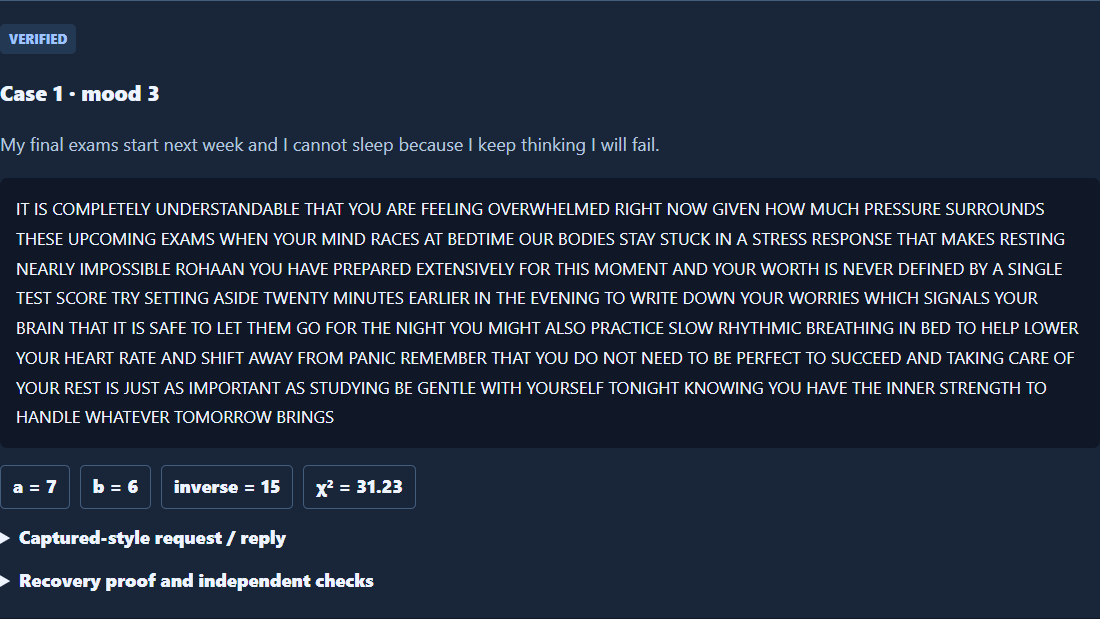 VERIFIED
Case 1 · mood 3
My final exams start next week and I cannot sleep because I keep thinking I will fail.
IT IS COMPLETELY UNDERSTANDABLE THAT YOU ARE FEELING OVERWHELMED RIGHT NOW GIVEN HOW MUCH PRESSURE SURROUNDS
THESE UPCOMING EXAMS WHEN YOUR MIND RACES AT BEDTIME OUR BODIES STAY STUCK IN A STRESS RESPONSE THAT MAKES RESTING
NEARLY IMPOSSIBLE ROHAAN YOU HAVE PREPARED EXTENSIVELY FOR THIS MOMENT AND YOUR WORTH IS NEVER DEFINED BY A SINGLE
TEST SCORE TRY SETTING ASIDE TWENTY MINUTES EARLIER IN THE EVENING TO WRITE DOWN YOUR WORRIES WHICH SIGNALS YOUR
BRAIN THAT IT IS SAFE TO LET THEM GO FOR THE NIGHT YOU MIGHT ALSO PRACTICE SLOW RHYTHMIC BREATHING IN BED TO HELP LOWER
YOUR HEART RATE AND SHIFT AWAY FROM PANIC REMEMBER THAT YOU DO NOT NEED TO BE PERFECT TO SUCCEED AND TAKING CARE OF
YOUR REST IS JUST AS IMPORTANT AS STUDYING BE GENTLE WITH YOURSELF TONIGHT KNOWING YOU HAVE THE INNER STRENGTH TO
HANDLE WHATEVER TOMORROW BRINGS
a = 7 b = 6 inverse = 15 χ² = 31.23
▶ Captured-style request / reply
▶ Recovery proof and independent checks